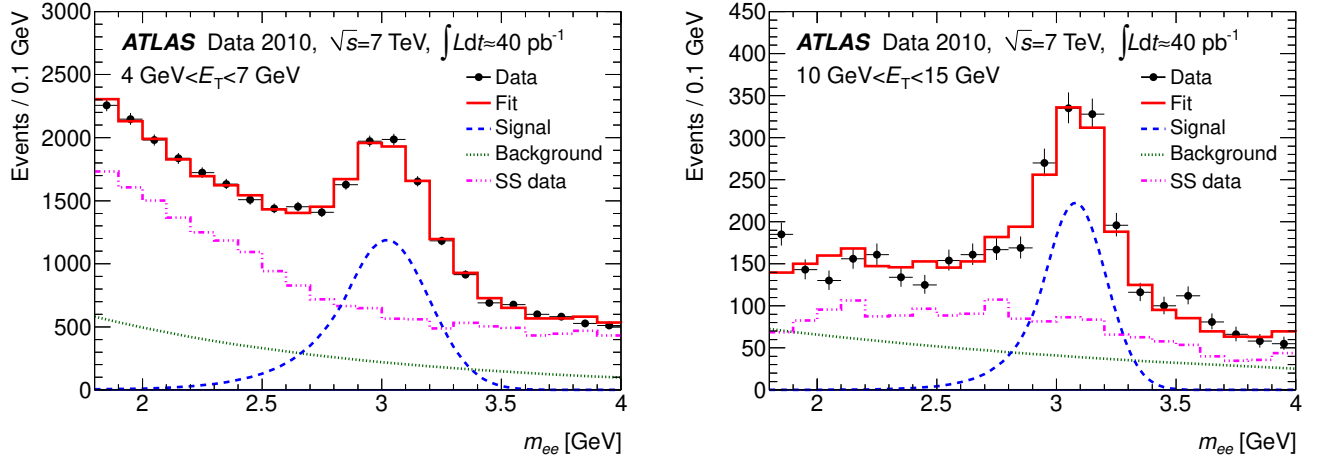 Events / 0.1 GeV
3000
2500
2000
1500
1000
500
0
ATLAS Data 2010, √s=7 TeV, ∫Ldt≈40 pb⁻¹
4 GeV<E_T<7 GeV
Data
Fit
Signal
Background
SS data
2 2.5 3 3.5 4
m_ee [GeV]
Events / 0.1 GeV
450
400
350
300
250
200
150
100
50
0
ATLAS Data 2010, √s=7 TeV, ∫Ldt≈40 pb⁻¹
10 GeV<E_T<15 GeV
Data
Fit
Signal
Background
SS data
2 2.5 3 3.5 4
m_ee [GeV]